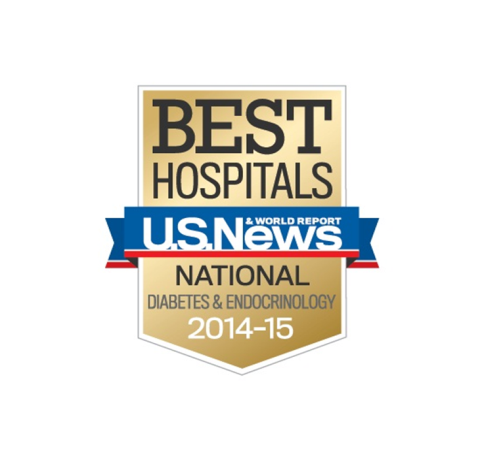 BEST
HOSPITALS
& WORLD REPORT
U.S.News
NATIONAL
DIABETES & ENDOCRINOLOGY
2014-15